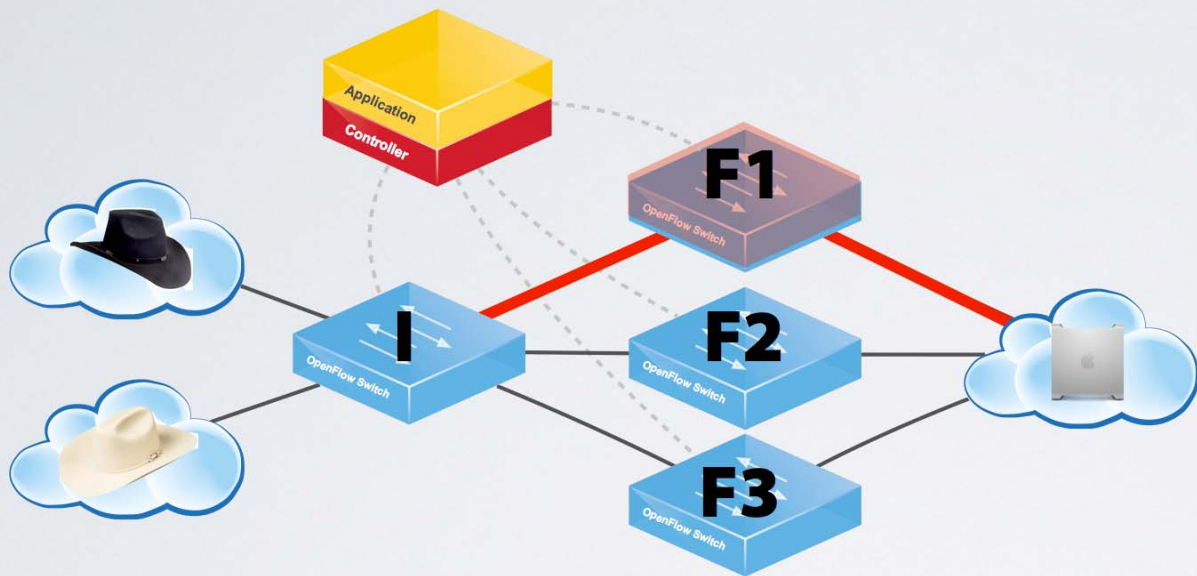 Application
Controller
F1
OpenFlow Switch
I
OpenFlow Switch
F2
OpenFlow Switch
F3
OpenFlow Switch